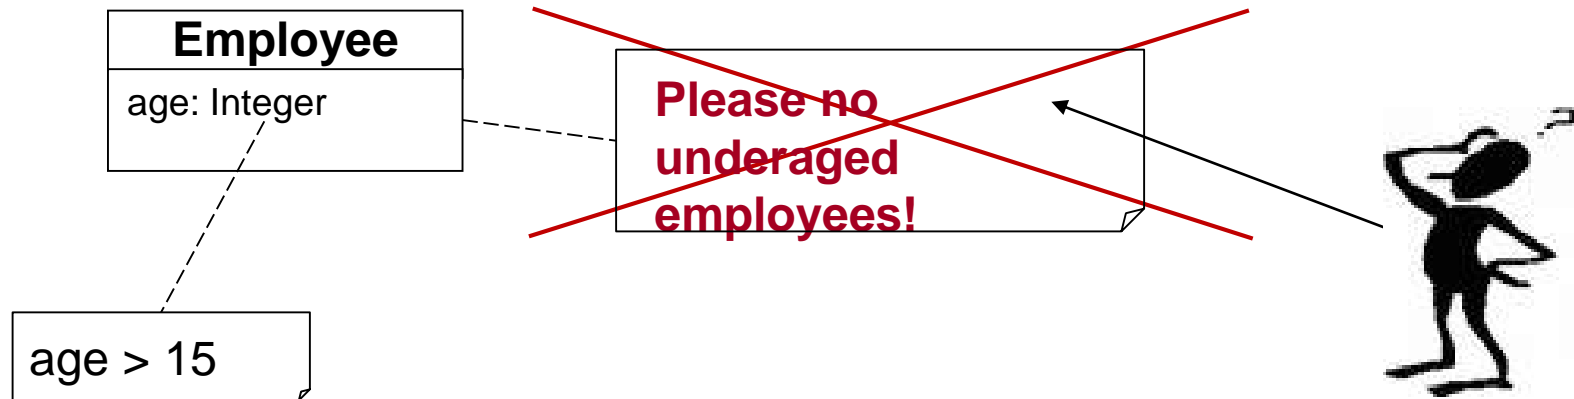 Employee
age: Integer
Please no
underaged
employees!
age > 15